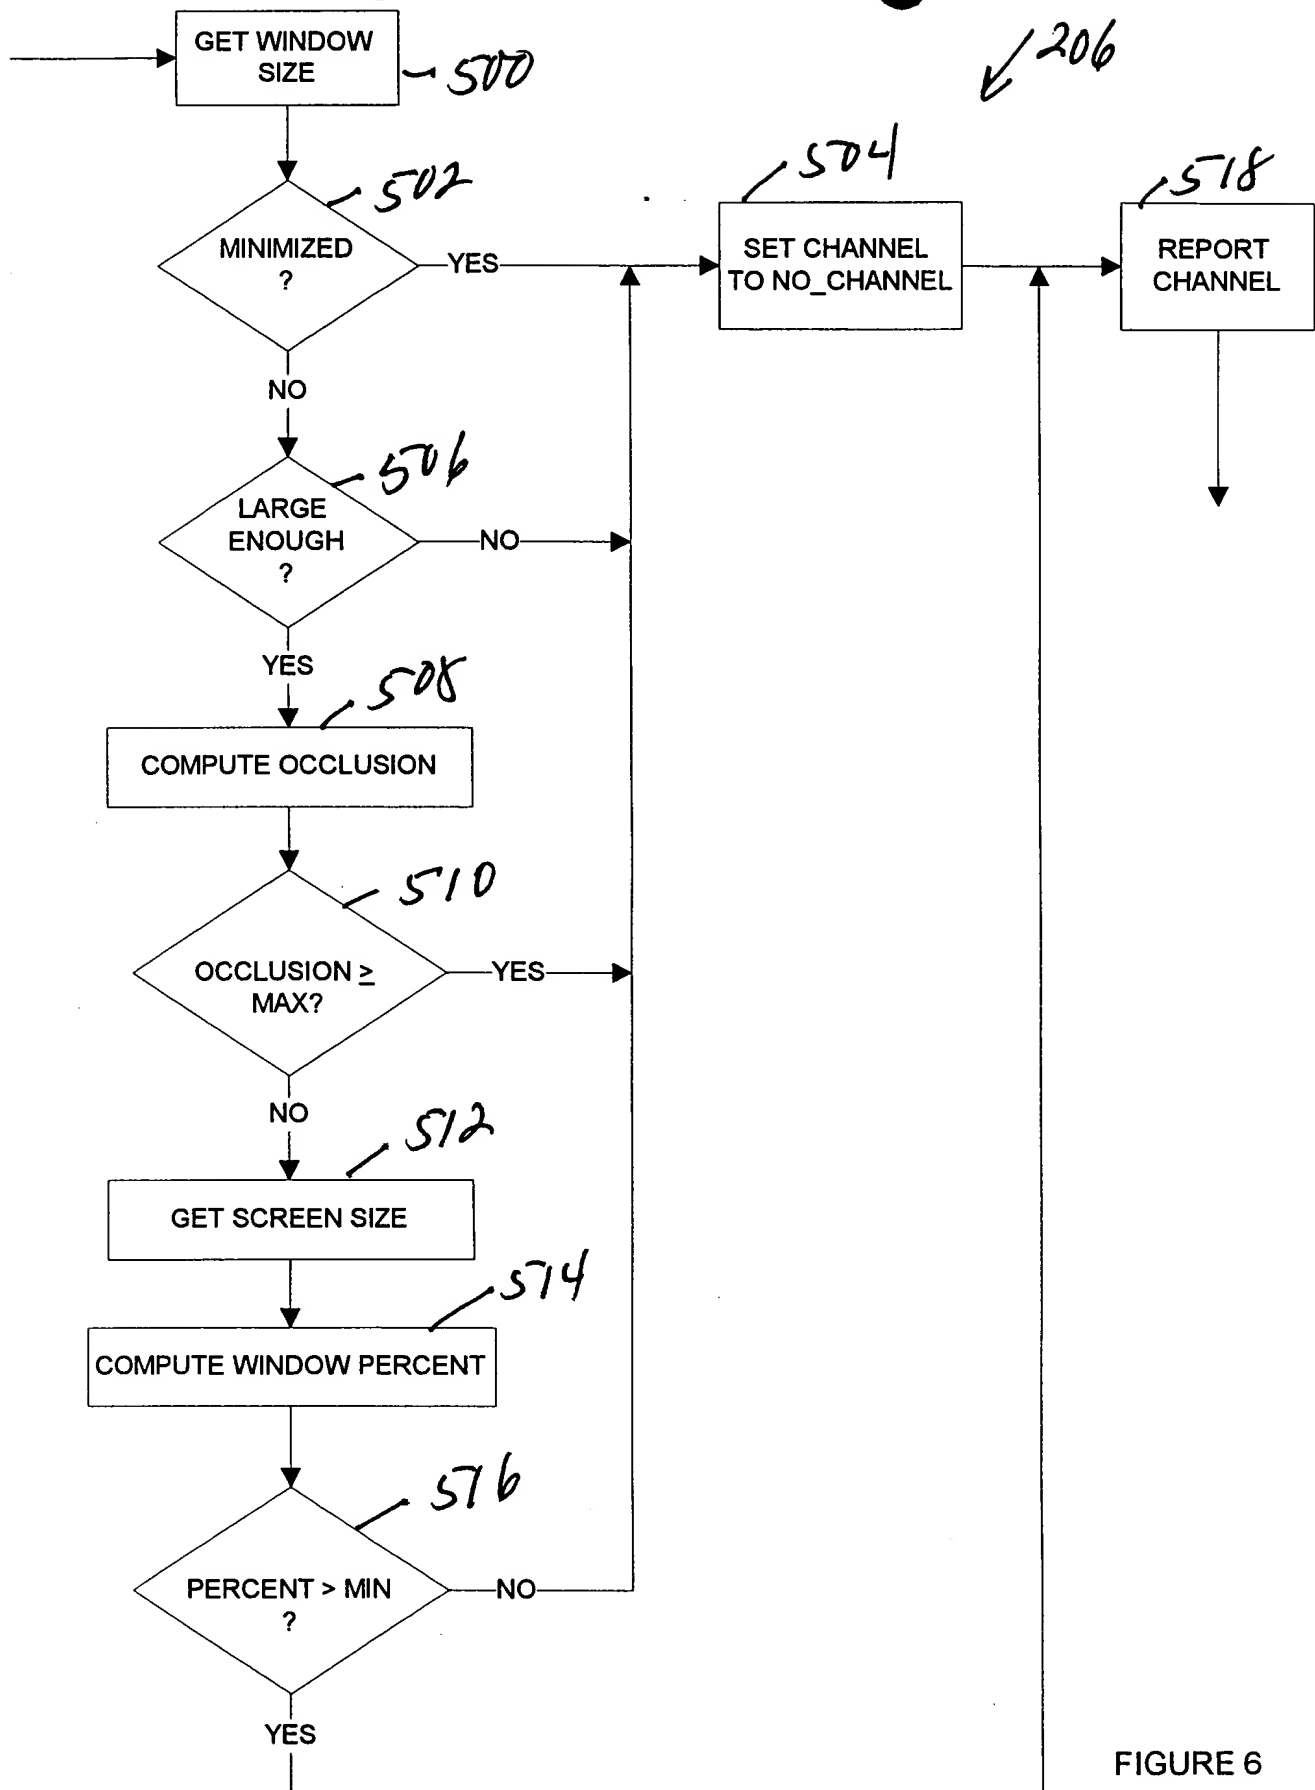 GET WINDOW
SIZE
500
206
502
MINIMIZED
?
YES
504
SET CHANNEL
TO NO_CHANNEL
518
REPORT
CHANNEL
NO
506
LARGE
ENOUGH
?
NO
YES
508
COMPUTE OCCLUSION
510
OCCLUSION ≥
MAX?
YES
NO
512
GET SCREEN SIZE
514
COMPUTE WINDOW PERCENT
516
PERCENT > MIN
?
NO
YES
FIGURE 6